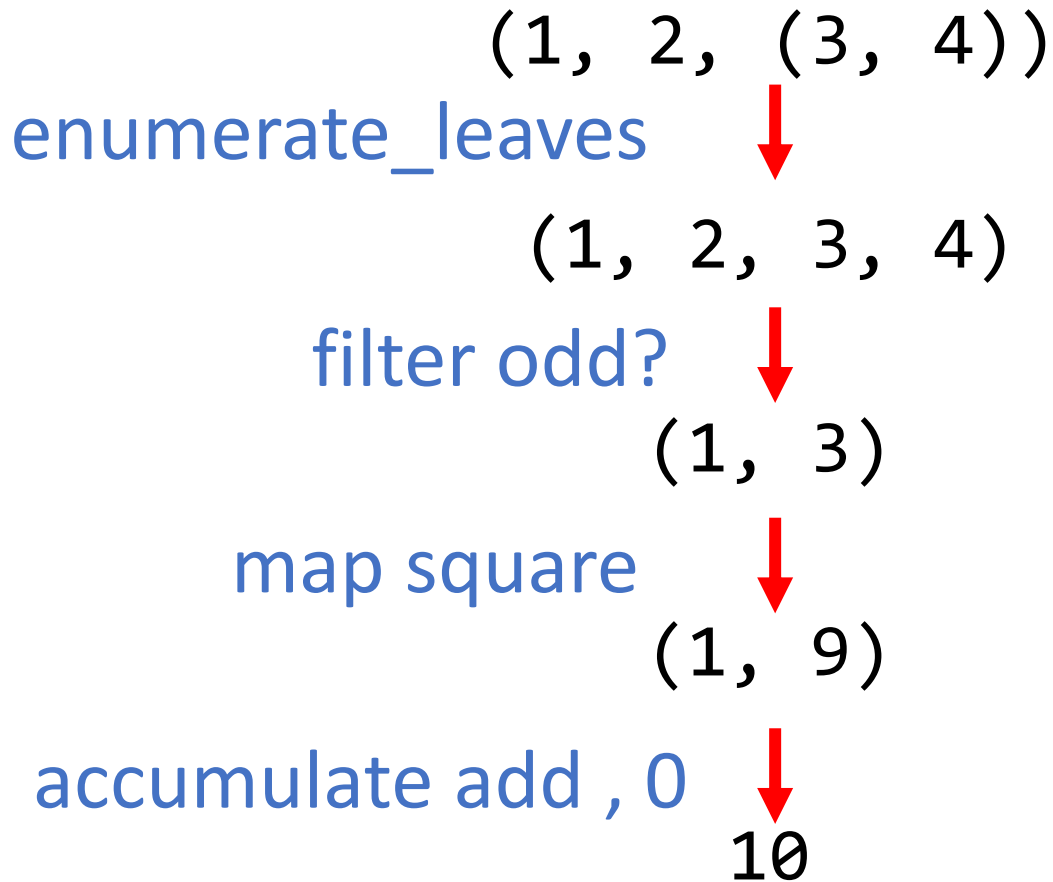 (1, 2, (3, 4))
enumerate_leaves
(1, 2, 3, 4)
filter odd?
(1, 3)
map square
(1, 9)
accumulate add , 0
10